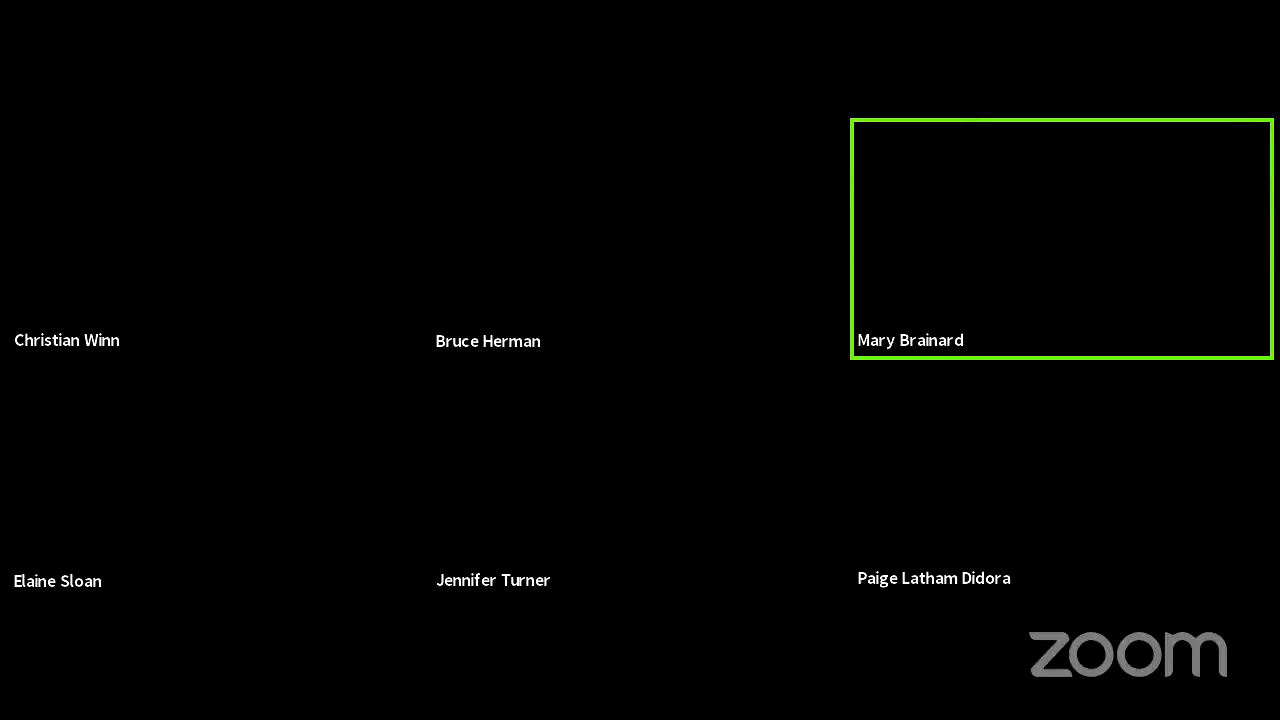 Christian Winn
Bruce Herman
Mary Brainard
Elaine Sloan
Jennifer Turner
Paige Latham Didora
zoom